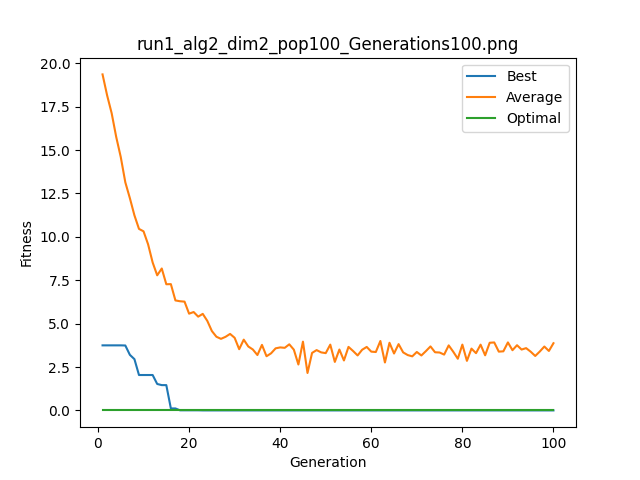 run1_alg2_dim2_pop100_Generations100.png
20.0
17.5
15.0
12.5
10.0
7.5
5.0
2.5
0.0
Fitness
Best
Average
Optimal
0 20 40 60 80 100
Generation